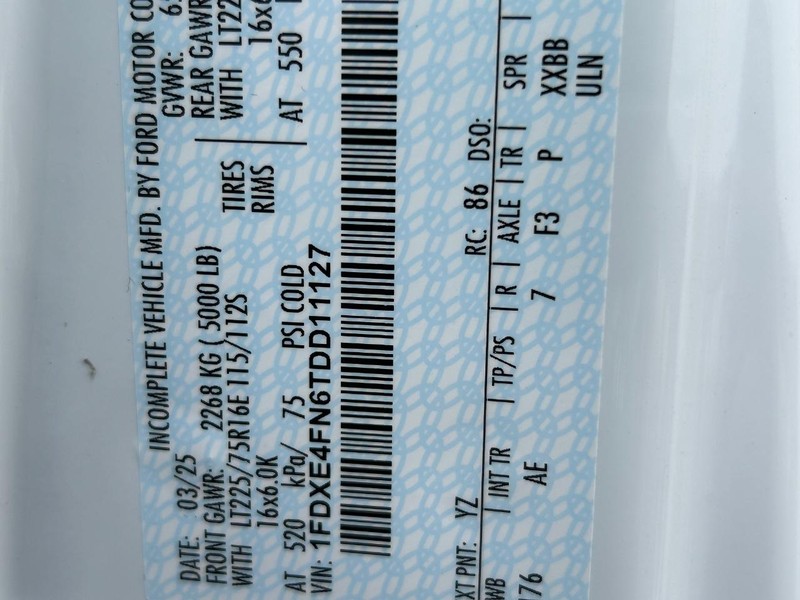 INCOMPLETE VEHICLE MFD. BY FORD MOTOR CO
DATE: 03/25 GVWR:
FRONT GAWR: 2268 KG ( 5000 LB) REAR GAWR
WITH LT225/75R16E 115/112S TIRES WITH LT22
16x6.0K RIMS 16x6
AT 520 kPa/ 75 PSI COLD AT 550
VIN: 1FDXE4FN6TDD11127
XT PNT: YZ RC: 86 DSO:
WB | INT TR | TP/PS | R | AXLE | TR | SPR |
176 AE 7 F3 P XXBB
ULN